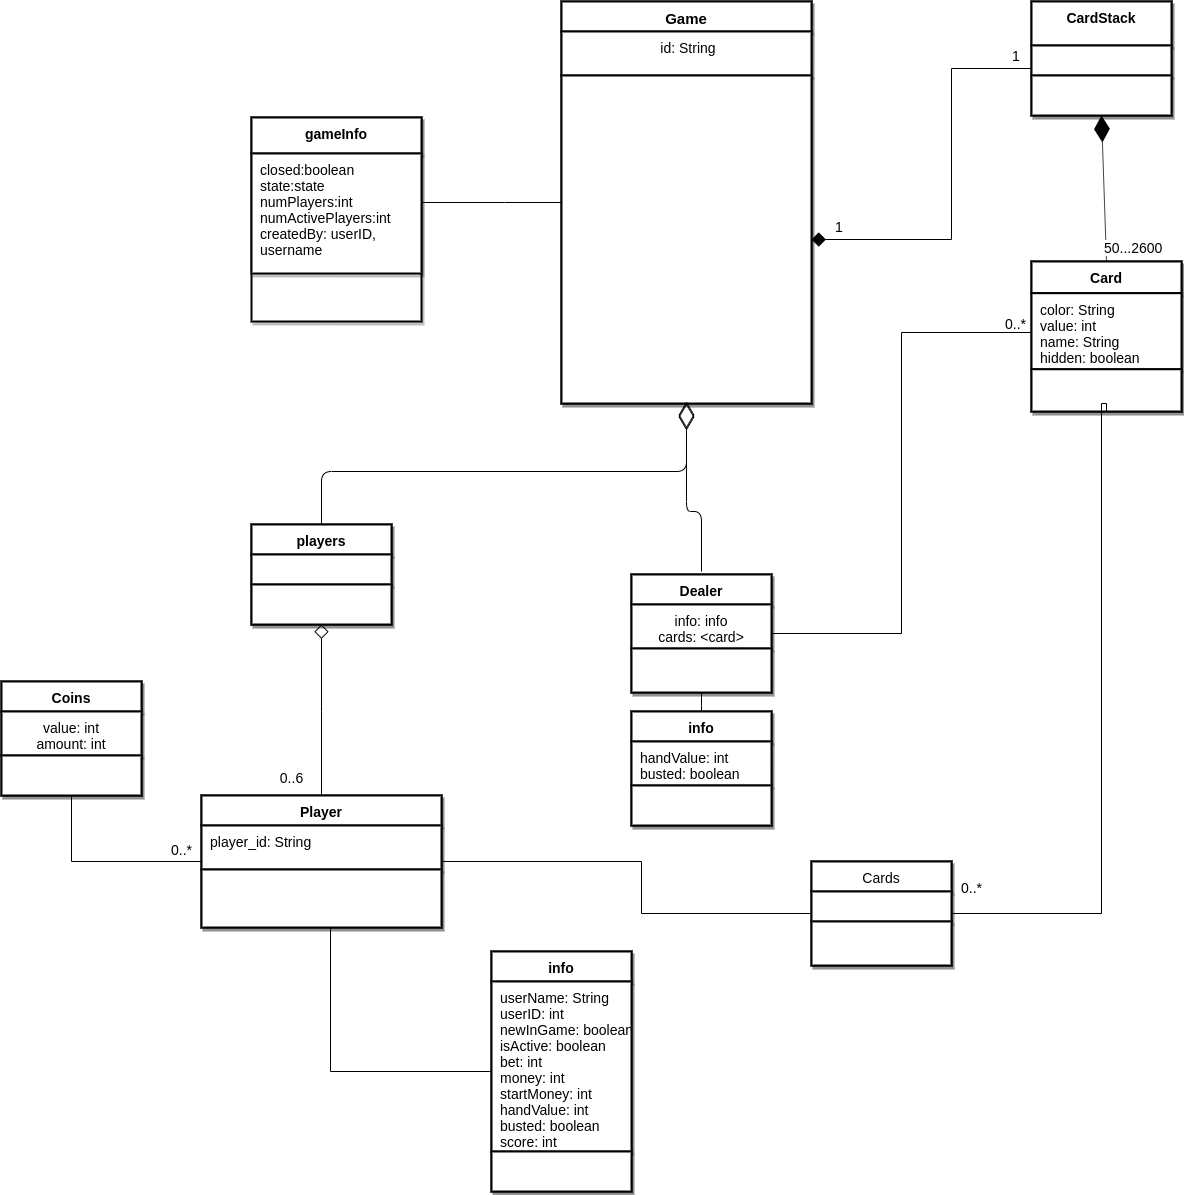 Game
id: String
CardStack
1
gameInfo
closed:boolean
state:state
numPlayers:int
numActivePlayers:int
createdBy: userID,
username
1
50...2600
Card
color: String
value: int
name: String
hidden: boolean
0..*
players
Dealer
info: info
cards: <card>
info
handValue: int
busted: boolean
Coins
value: int
amount: int
0..6
Player
player_id: String
0..*
Cards
0..*
info
userName: String
userID: int
newInGame: boolean
isActive: boolean
bet: int
money: int
startMoney: int
handValue: int
busted: boolean
score: int